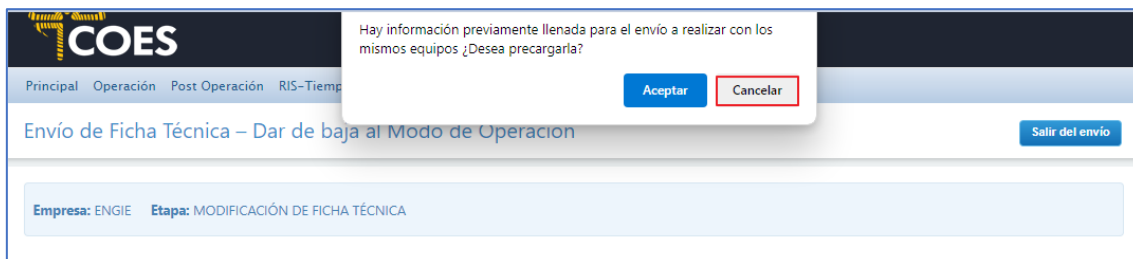 COES
Hay información previamente llenada para el envío a realizar con los
mismos equipos ¿Desea precargarla?
Aceptar Cancelar
Principal Operación Post Operación RIS-Tiemp
Envío de Ficha Técnica – Dar de baja al Modo de Operación
Salir del envío
Empresa: ENGIE Etapa: MODIFICACIÓN DE FICHA TÉCNICA